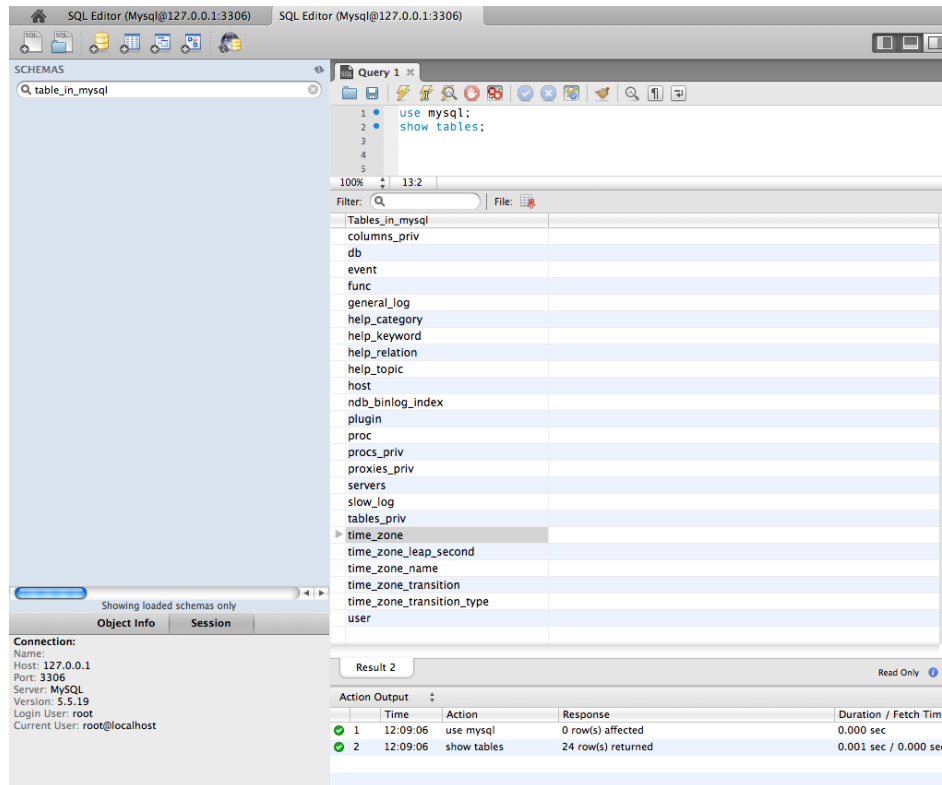 SQL Editor (Mysql@127.0.0.1:3306)
SQL Editor (Mysql@127.0.0.1:3306)
SQL
SQL
SCHEMAS
table_in_mysql
Showing loaded schemas only
Object Info
Session
Connection:
Name:
Host: 127.0.0.1
Port: 3306
Server: MySQL
Version: 5.5.19
Login User: root
Current User: root@localhost
SQL
Query 1
1 use mysql;
2 show tables;
3
4
5
100% 13:2
Filter:
File:
Tables_in_mysql
columns_priv
db
event
func
general_log
help_category
help_keyword
help_relation
help_topic
host
ndb_binlog_index
plugin
proc
procs_priv
proxies_priv
servers
slow_log
tables_priv
time_zone
time_zone_leap_second
time_zone_name
time_zone_transition
time_zone_transition_type
user
Result 2
Read Only
Action Output
Time Action Response Duration / Fetch Tim
1 12:09:06 use mysql 0 row(s) affected 0.000 sec
2 12:09:06 show tables 24 row(s) returned 0.001 sec / 0.000 se